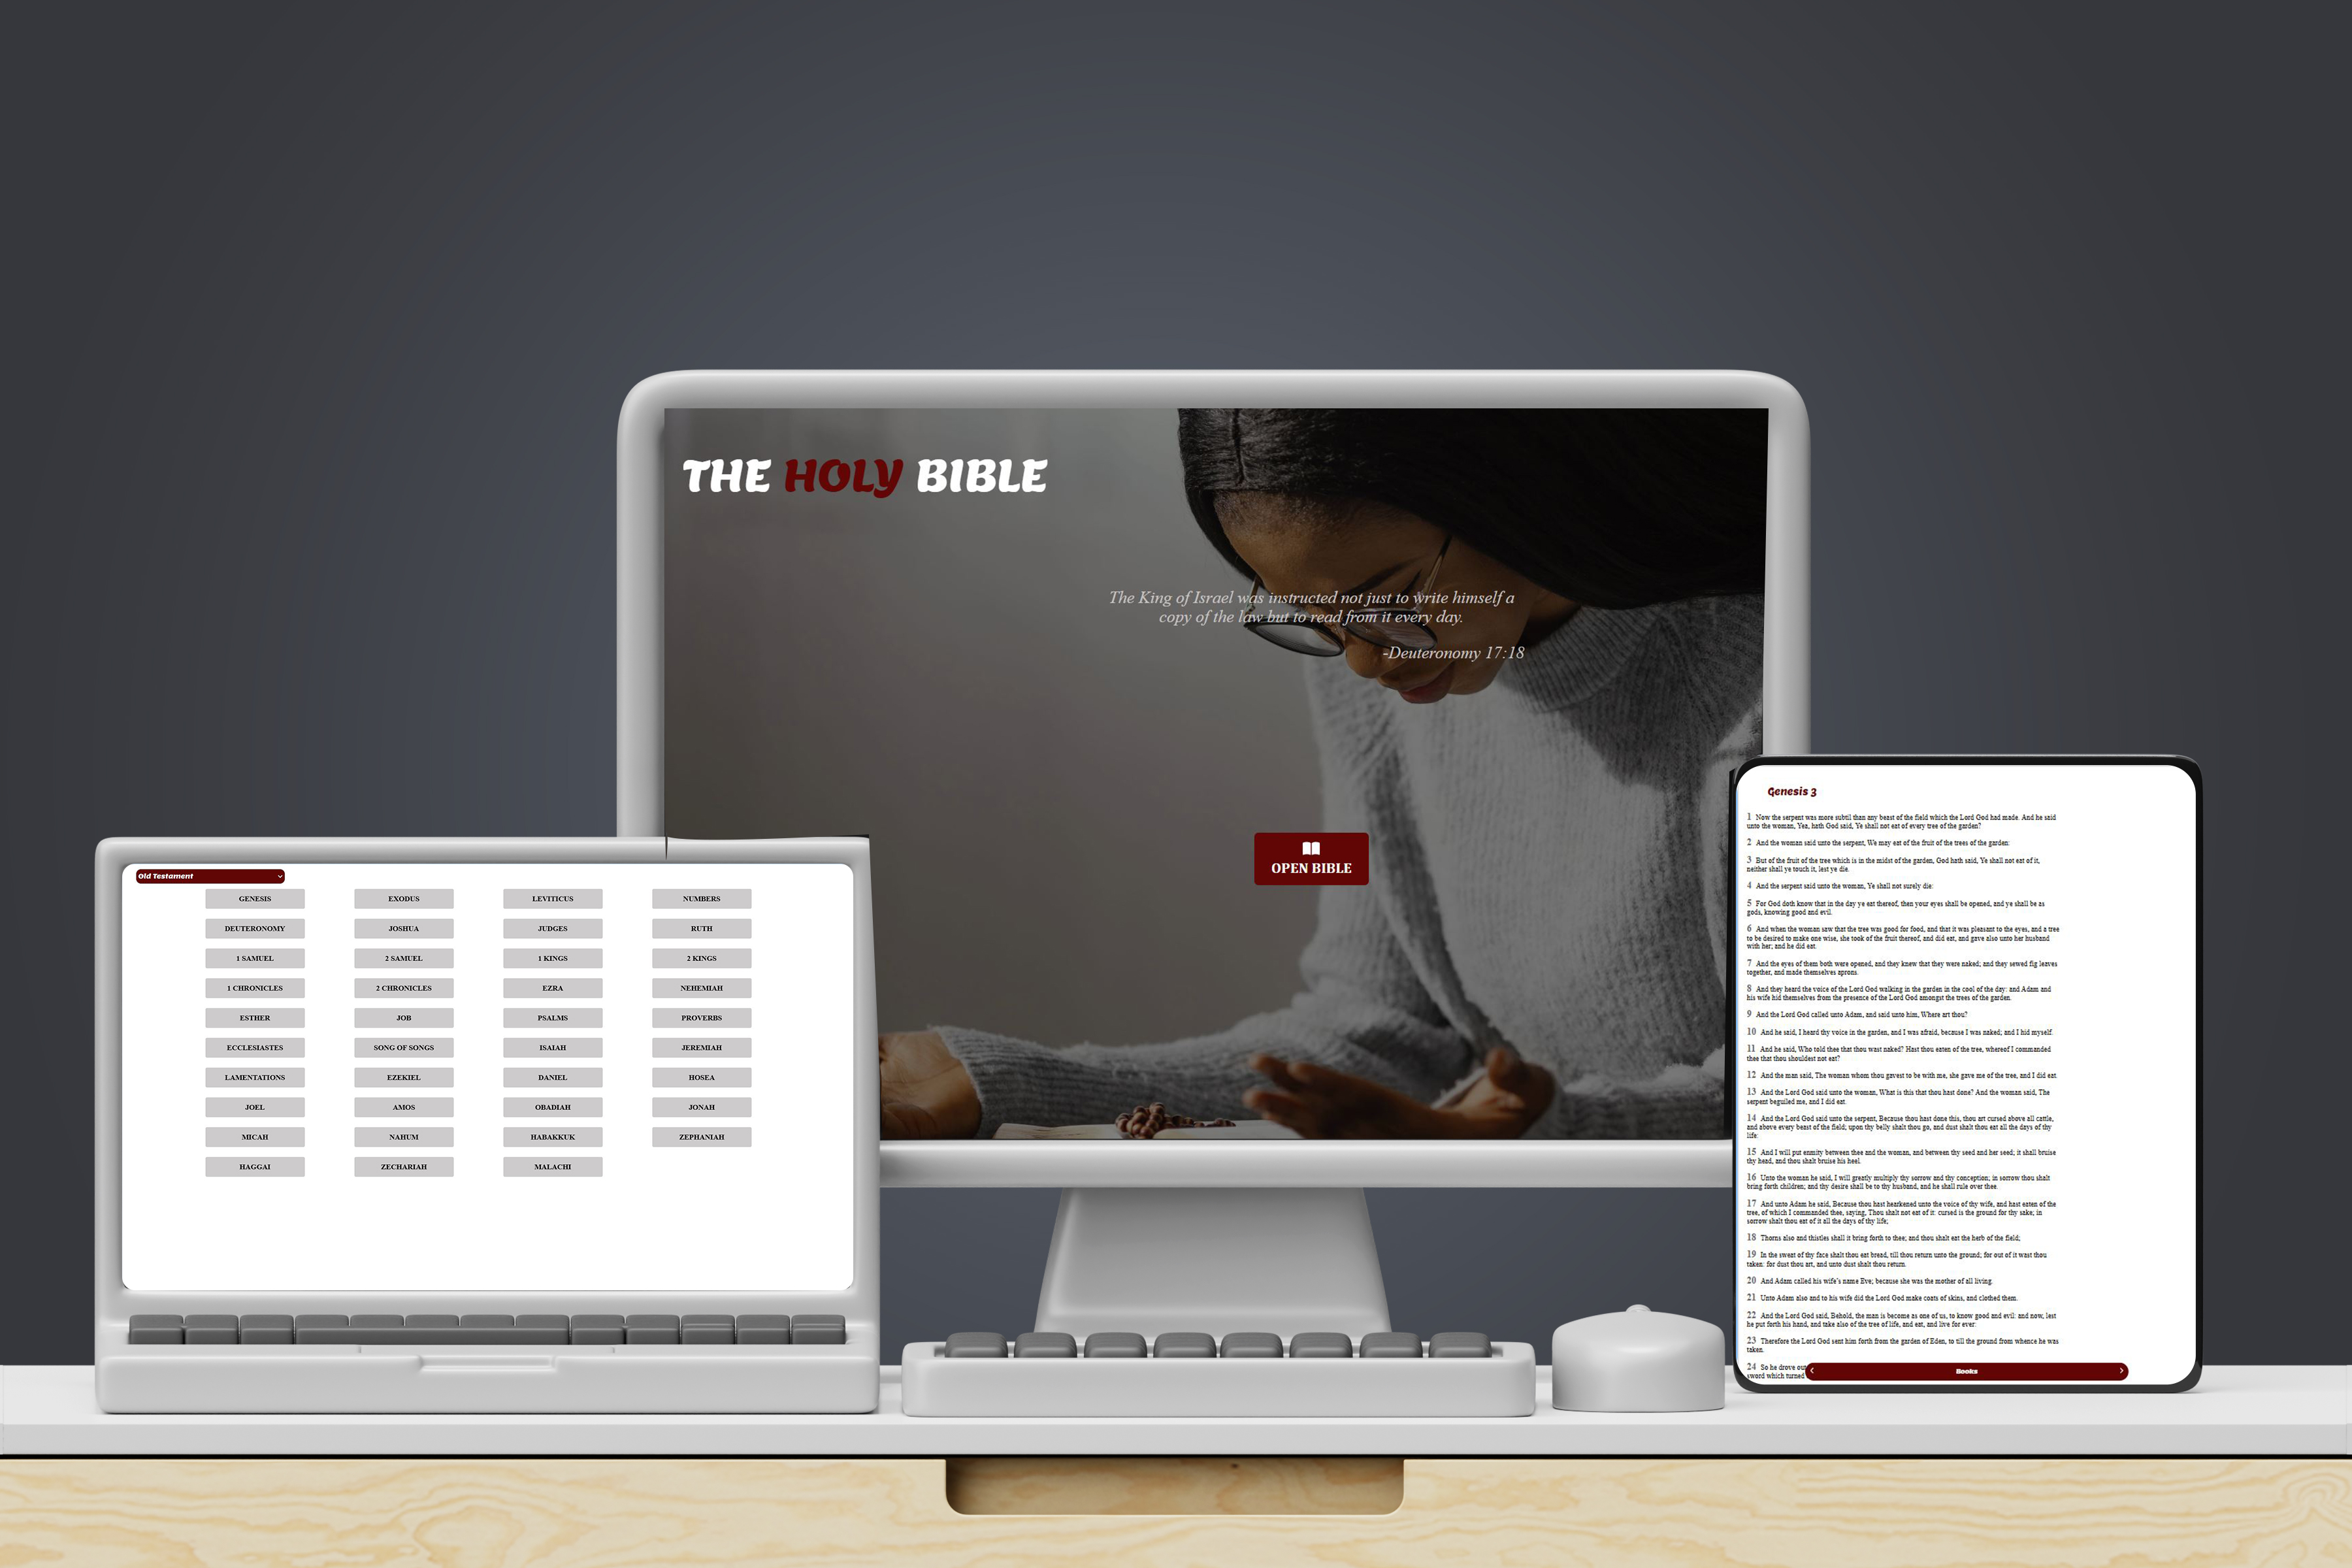 THE HOLY BIBLE
The King of Israel was instructed not just to write himself a
copy of the law but to read from it every day.
-Deuteronomy 17:18
OPEN BIBLE
Old Testament
GENESIS EXODUS LEVITICUS NUMBERS
DEUTERONOMY JOSHUA JUDGES RUTH
1 SAMUEL 2 SAMUEL 1 KINGS 2 KINGS
1 CHRONICLES 2 CHRONICLES EZRA NEHEMIAH
ESTHER JOB PSALMS PROVERBS
ECCLESIASTES SONG OF SONGS ISAIAH JEREMIAH
LAMENTATIONS EZEKIEL DANIEL HOSEA
JOEL AMOS OBADIAH JONAH
MICAH NAHUM HABAKKUK ZEPHANIAH
HAGGAI ZECHARIAH MALACHI
Genesis 3
1 Now the serpent was more subtil than any beast of the field which the Lord God had made. And he said
unto the woman, Yea, hath God said, Ye shall not eat of every tree of the garden?
2 And the woman said unto the serpent, We may eat of the fruit of the trees of the garden:
3 But of the fruit of the tree which is in the midst of the garden, God hath said, Ye shall not eat of it,
neither shall ye touch it, lest ye die.
4 And the serpent said unto the woman, Ye shall not surely die:
5 For God doth know that in the day ye eat thereof, then your eyes shall be opened, and ye shall be as
gods, knowing good and evil.
6 And when the woman saw that the tree was good for food, and that it was pleasant to the eyes, and a tree
to be desired to make one wise, she took of the fruit thereof, and did eat, and gave also unto her husband
with her; and he did eat.
7 And the eyes of them both were opened, and they knew that they were naked; and they sewed fig leaves
together, and made themselves aprons.
8 And they heard the voice of the Lord God walking in the garden in the cool of the day: and Adam and
his wife hid themselves from the presence of the Lord God amongst the trees of the garden.
9 And the Lord God called unto Adam, and said unto him, Where art thou?
10 And he said, I heard thy voice in the garden, and I was afraid, because I was naked; and I hid myself.
11 And he said, Who told thee that thou wast naked? Hast thou eaten of the tree, whereof I commanded
thee that thou shouldest not eat?
12 And the man said, The woman whom thou gavest to be with me, she gave me of the tree, and I did eat.
13 And the Lord God said unto the woman, What is this that thou hast done? And the woman said, The
serpent beguiled me, and I did eat.
14 And the Lord God said unto the serpent, Because thou hast done this, thou art cursed above all cattle,
and above every beast of the field; upon thy belly shalt thou go, and dust shalt thou eat all the days of thy
life:
15 And I will put enmity between thee and the woman, and between thy seed and her seed; it shall bruise
thy head, and thou shalt bruise his heel.
16 Unto the woman he said, I will greatly multiply thy sorrow and thy conception; in sorrow thou shalt
bring forth children; and thy desire shall be to thy husband, and he shall rule over thee.
17 And unto Adam he said, Because thou hast hearkened unto the voice of thy wife, and hast eaten of the
tree, of which I commanded thee, saying, Thou shalt not eat of it: cursed is the ground for thy sake; in
sorrow shalt thou eat of it all the days of thy life;
18 Thorns also and thistles shall it bring forth to thee; and thou shalt eat the herb of the field;
19 In the sweat of thy face shalt thou eat bread, till thou return unto the ground; for out of it wast thou
taken: for dust thou art, and unto dust shalt thou return.
20 And Adam called his wife's name Eve; because she was the mother of all living.
21 Unto Adam also and to his wife did the Lord God make coats of skins, and clothed them.
22 And the Lord God said, Behold, the man is become as one of us, to know good and evil: and now, lest
he put forth his hand, and take also of the tree of life, and eat, and live for ever:
23 Therefore the Lord God sent him forth from the garden of Eden, to till the ground from whence he was
taken.
24 So he drove out
sword which turned
Books